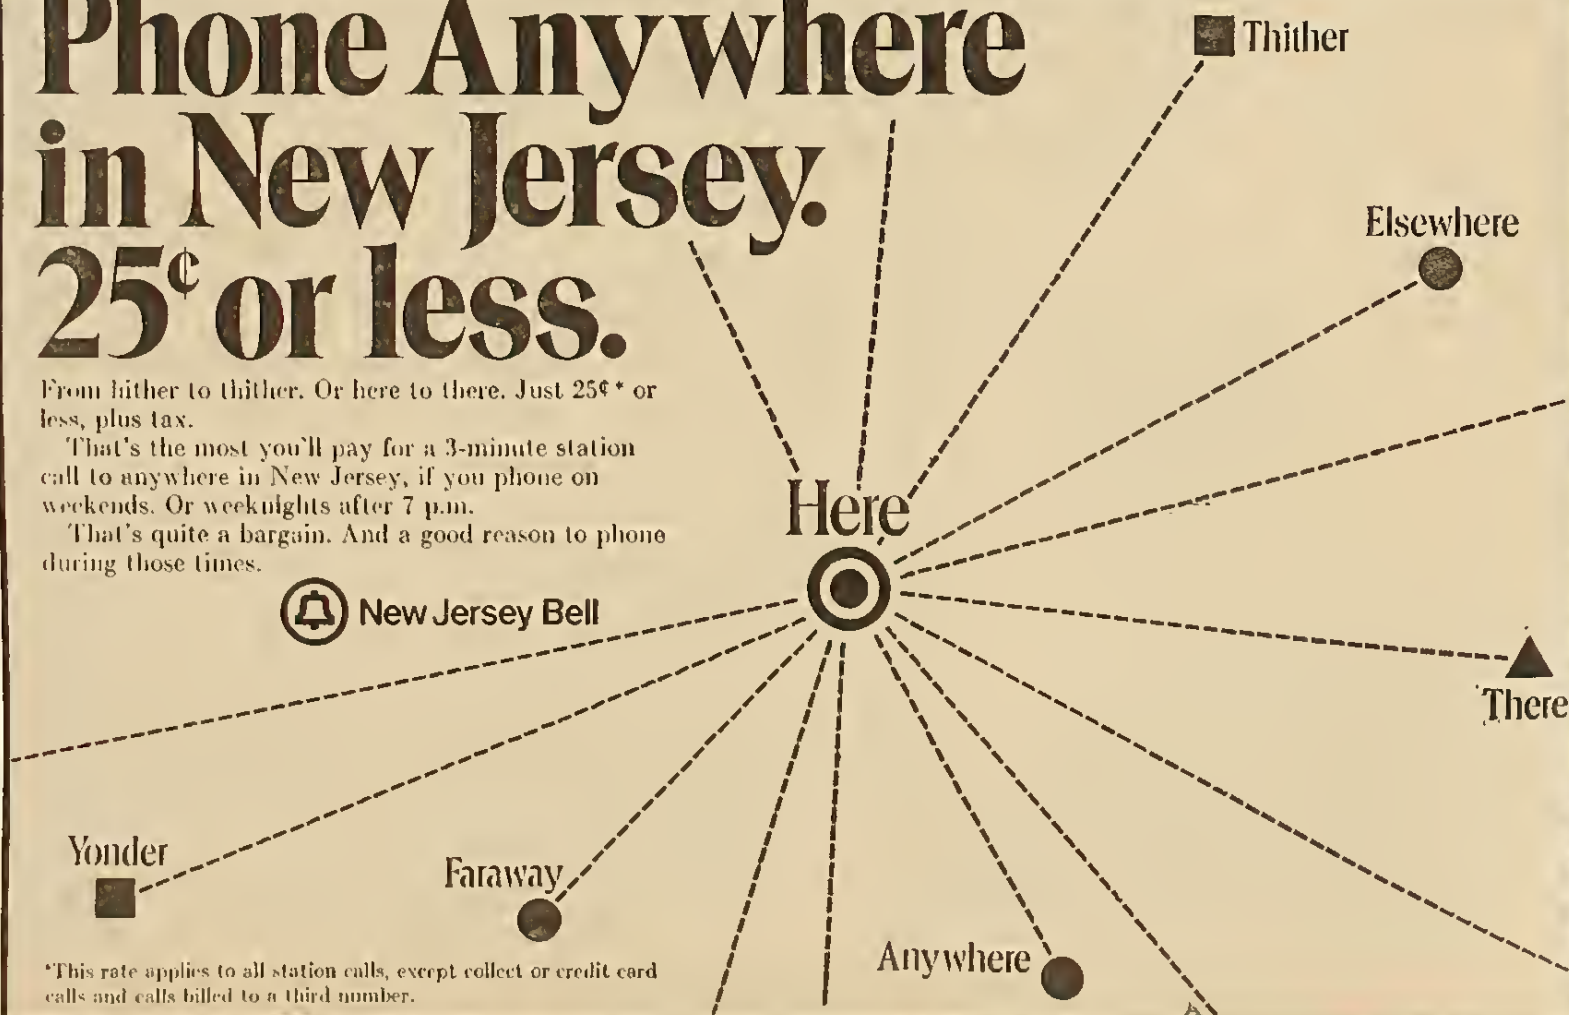 Phone Anywhere
in New Jersey.
25¢ or less.
From hither to thither. Or here to there. Just 25¢* or
less, plus tax.
That's the most you'll pay for a 3-minute station
call to anywhere in New Jersey, if you phone on
weekends. Or weeknights after 7 p.m.
That's quite a bargain. And a good reason to phone
during those times.
New Jersey Bell
Thither
Elsewhere
Here
There
Yonder
Faraway
Anywhere
*This rate applies to all station calls, except collect or credit card
calls and calls billed to a third number.